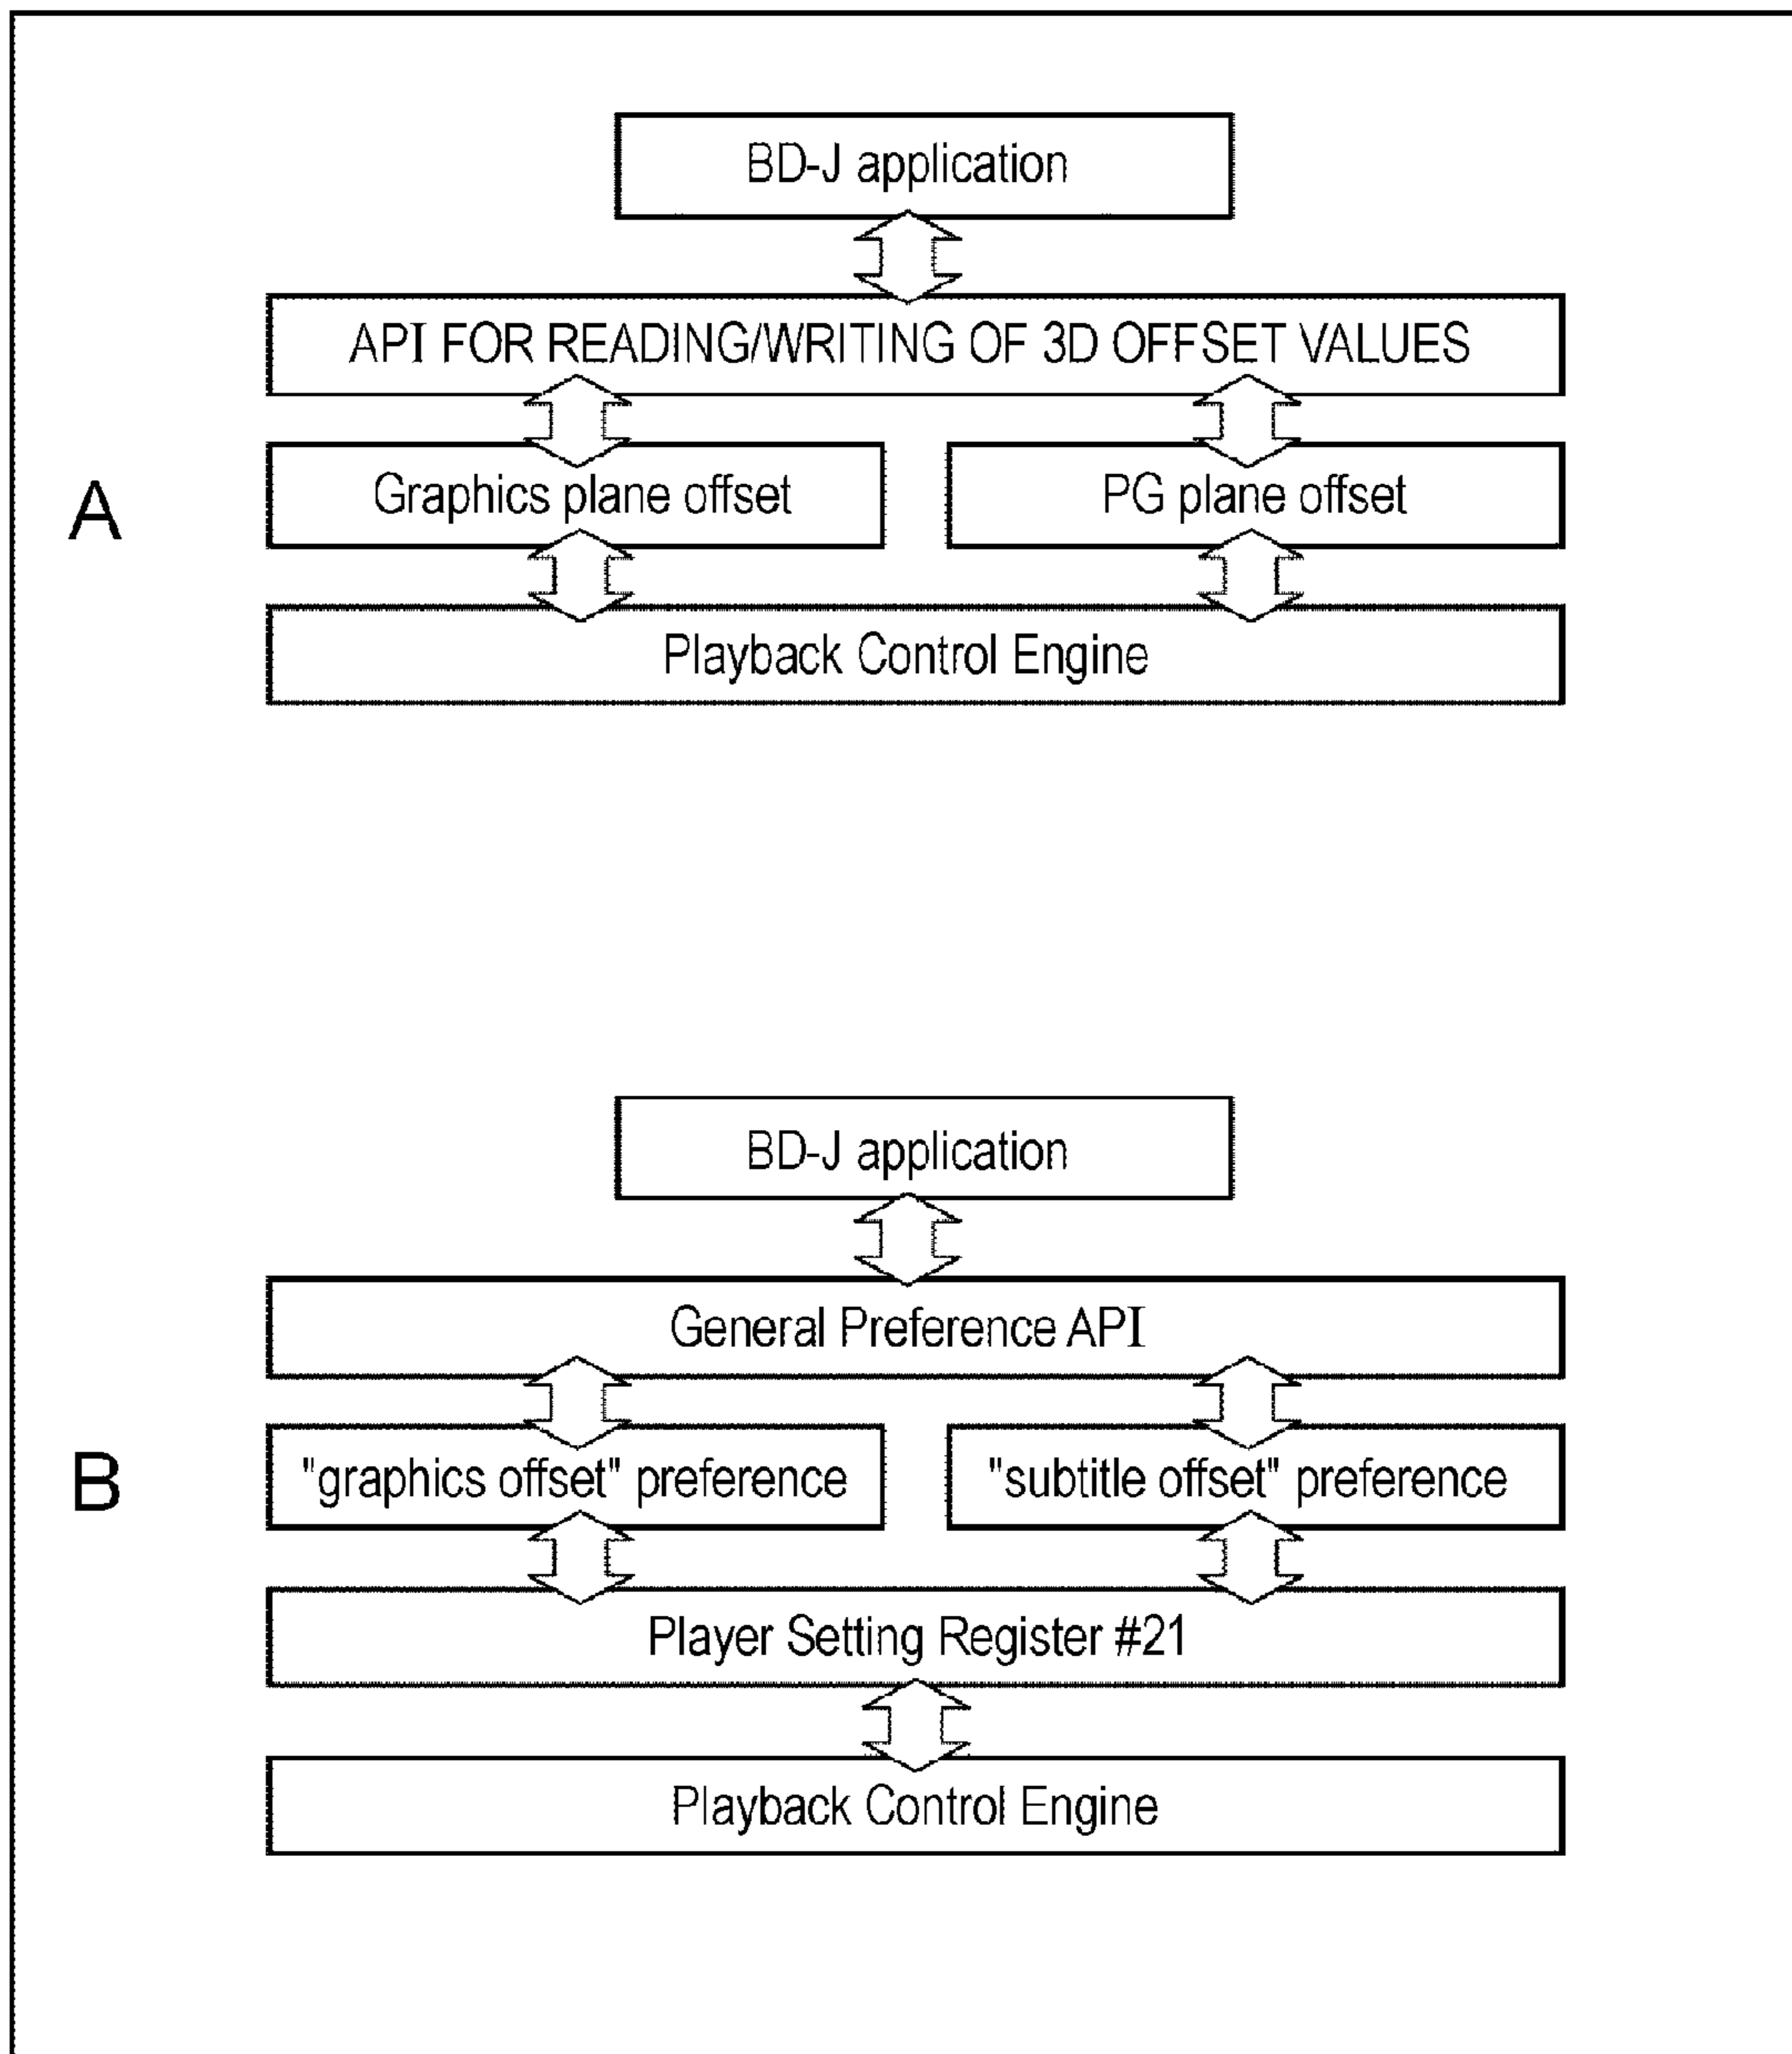 BD-J application
API FOR READING/WRITING OF 3D OFFSET VALUES
A
Graphics plane offset
PG plane offset
Playback Control Engine
BD-J application
General Preference API
B
"graphics offset" preference
"subtitle offset" preference
Player Setting Register #21
Playback Control Engine